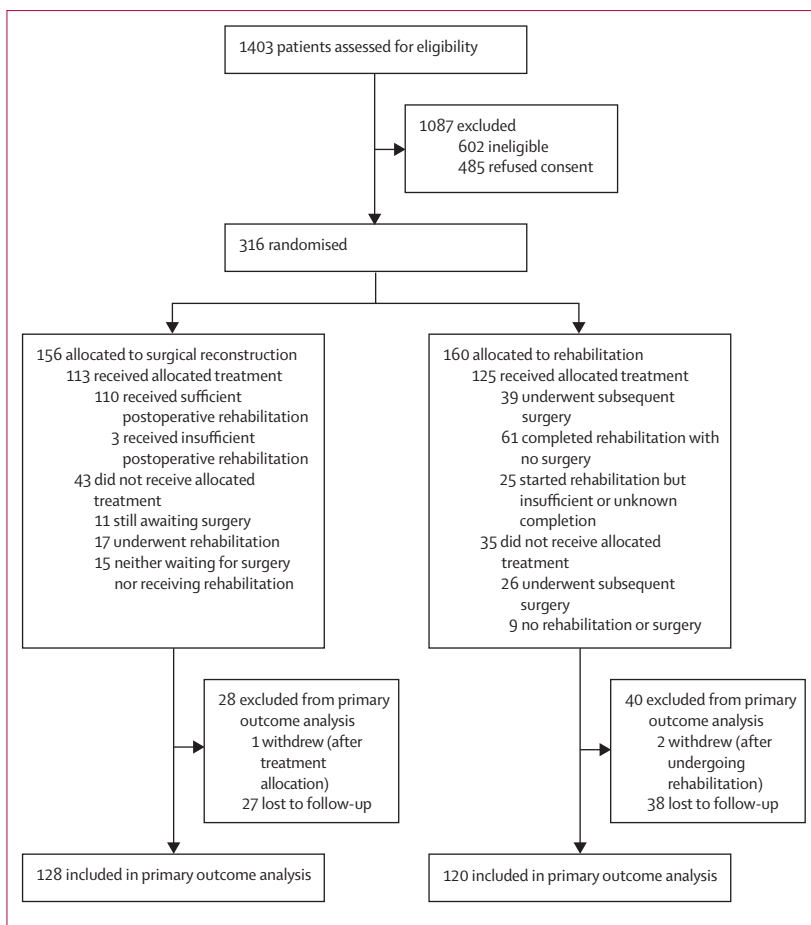 1403 patients assessed for eligibility
1087 excluded
602 ineligible
485 refused consent
316 randomised
156 allocated to surgical reconstruction
113 received allocated treatment
110 received sufficient
postoperative rehabilitation
3 received insufficient
postoperative rehabilitation
43 did not receive allocated
treatment
11 still awaiting surgery
17 underwent rehabilitation
15 neither waiting for surgery
nor receiving rehabilitation
160 allocated to rehabilitation
125 received allocated treatment
39 underwent subsequent
surgery
61 completed rehabilitation with
no surgery
25 started rehabilitation but
insufficient or unknown
completion
35 did not receive allocated
treatment
26 underwent subsequent
surgery
9 no rehabilitation or surgery
28 excluded from primary
outcome analysis
1 withdrew (after
treatment
allocation)
27 lost to follow-up
40 excluded from primary
outcome analysis
2 withdrew (after
undergoing
rehabilitation)
38 lost to follow-up
128 included in primary outcome analysis
120 included in primary outcome analysis